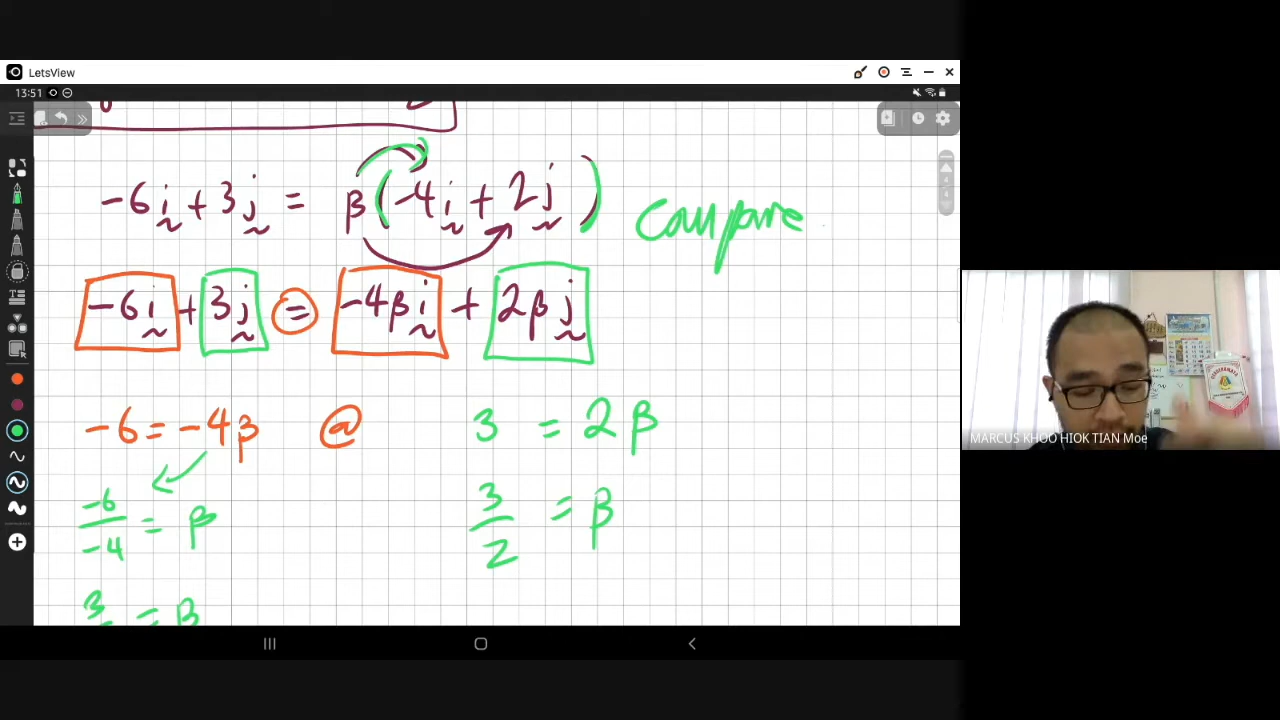 LetsView
13:51
-6i + 3j = β(-4i + 2j)
compare
-6i + 3j = -4βi + 2βj
-6 = -4β @ 3 = 2β
-6/-4 = β 3/2 = β
3 = β
MARCUS KHOO HIOK TIAN Moe